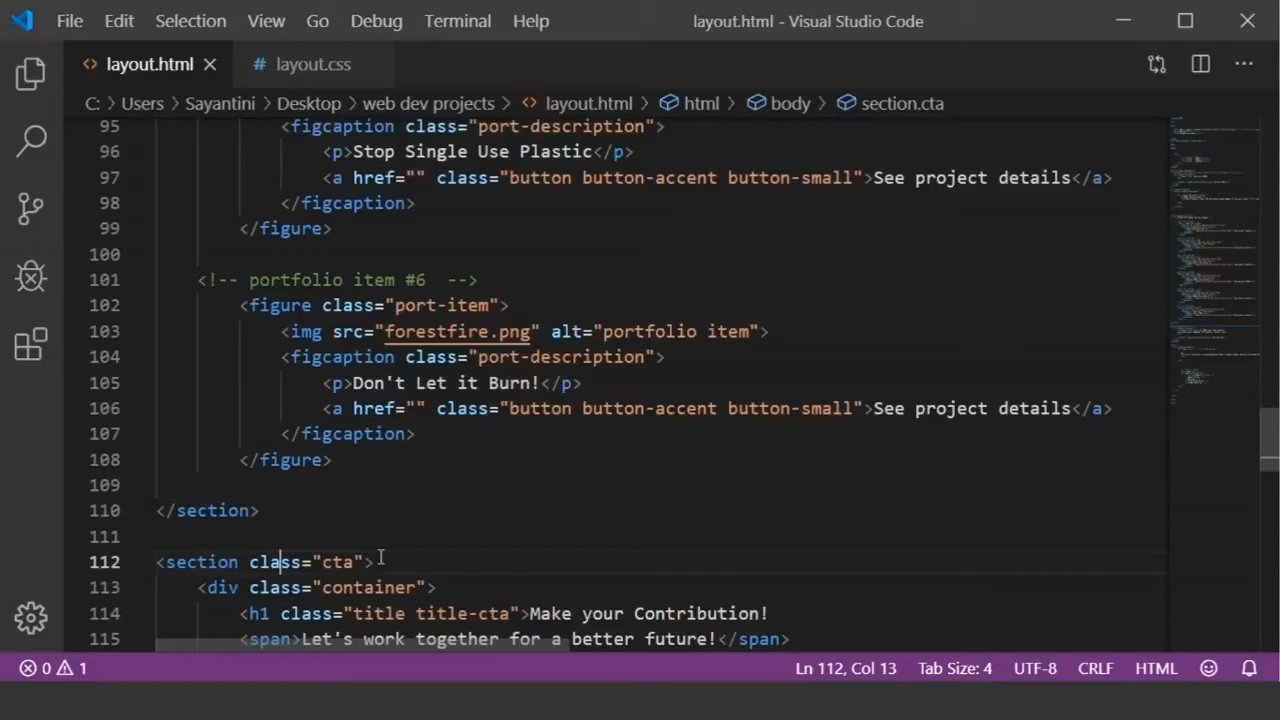 File Edit Selection View Go Debug Terminal Help layout.html - Visual Studio Code
layout.html # layout.css
C: > Users > Sayantini > Desktop > web dev projects > layout.html > html > body > section.cta
95 <figcaption class="port-description">
96 <p>Stop Single Use Plastic</p>
97 <a href="" class="button button-accent button-small">See project details</a>
98 </figcaption>
99 </figure>
100
101 <!-- portfolio item #6 -->
102 <figure class="port-item">
103 <img src="forestfire.png" alt="portfolio item">
104 <figcaption class="port-description">
105 <p>Don't Let it Burn!</p>
106 <a href="" class="button button-accent button-small">See project details</a>
107 </figcaption>
108 </figure>
109
110 </section>
111
112 <section class="cta">
113 <div class="container">
114 <h1 class="title title-cta">Make your Contribution!
115 <span>Let's work together for a better future!</span>
0 1 Ln 112, Col 13 Tab Size: 4 UTF-8 CRLF HTML